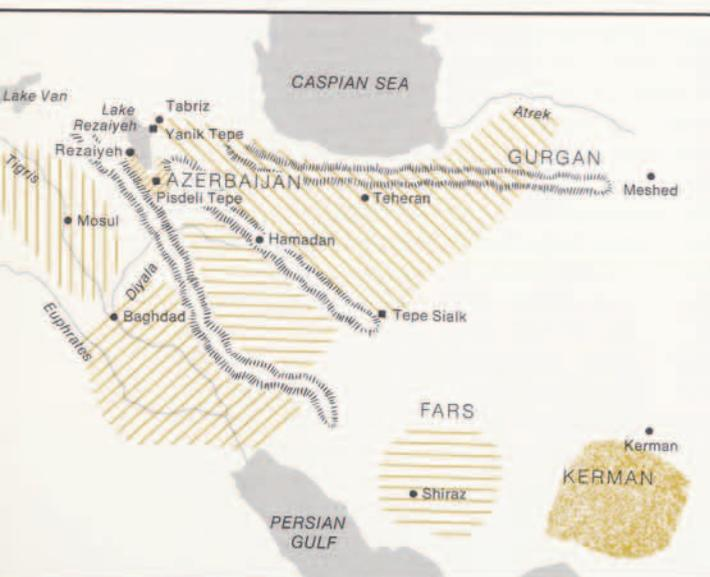 CASPIAN SEA
Lake Van
Lake
Rezaiyeh
Tabriz
Yanik Tepe
Atrek
Rezaiyeh
GURGAN
Tigris
AZERBAIJAN
Meshed
Pisdeli Tepe
Teheran
Mosul
Hamadan
Diyala
Euphrates
Baghdad
Tepe Sialk
FARS
Kerman
KERMAN
Shiraz
PERSIAN
GULF